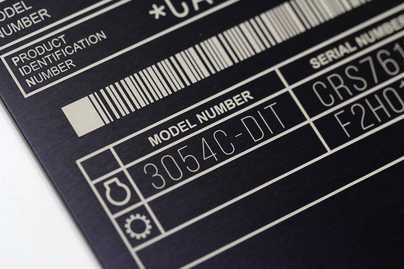 MODEL
NUMBER
PRODUCT
IDENTIFICATION
NUMBER
MODEL NUMBER
SERIAL NUMBER
3054C-DIT